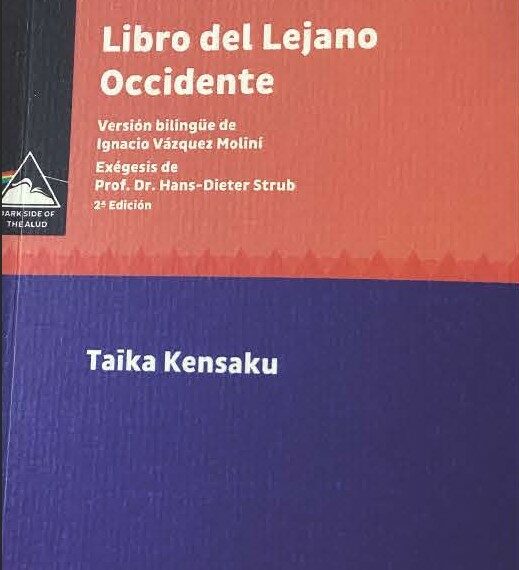 Libro del Lejano
Occidente
Versión bilingüe de
Ignacio Vázquez Moliní
Exégesis de
Prof. Dr. Hans-Dieter Strub
2ª Edición
DARK SIDE OF
THE ALUD
Taïka Kensaku